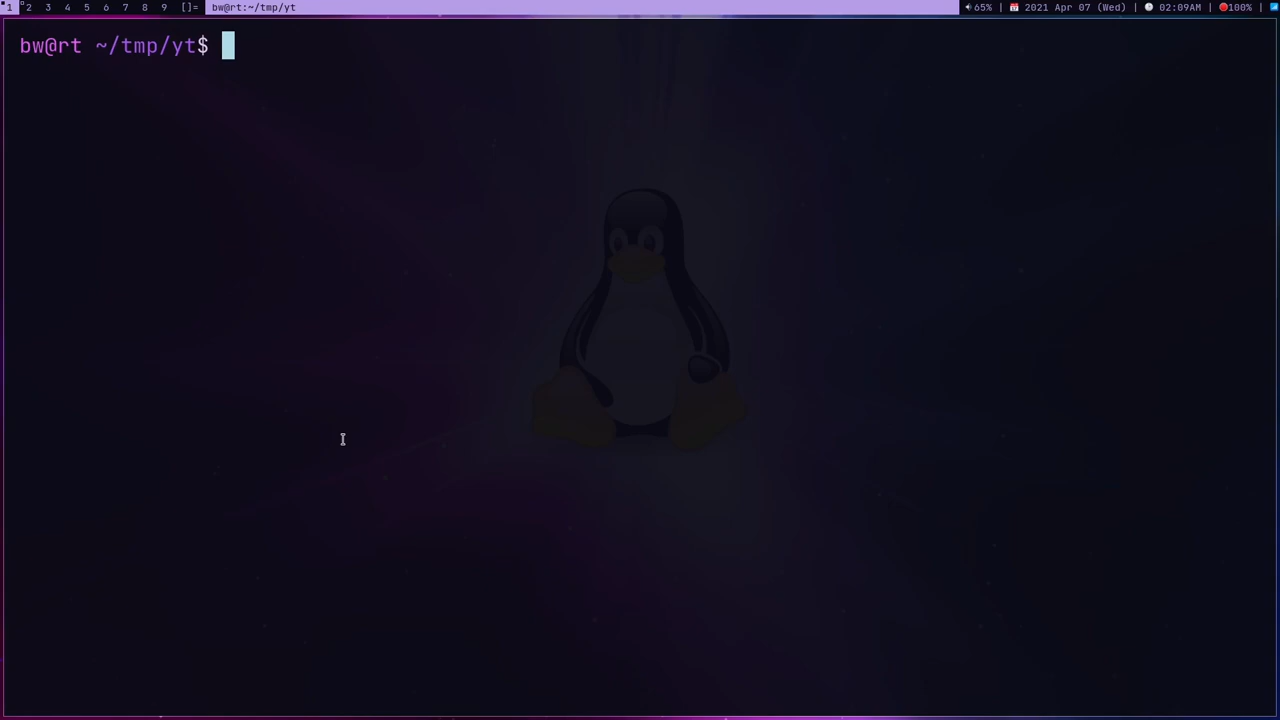 1 2 3 4 5 6 7 8 9 []= bw@rt:~/tmp/yt 65% | 2021 Apr 07 (Wed) | 02:09AM | 100% |
bw@rt ~/tmp/yt$